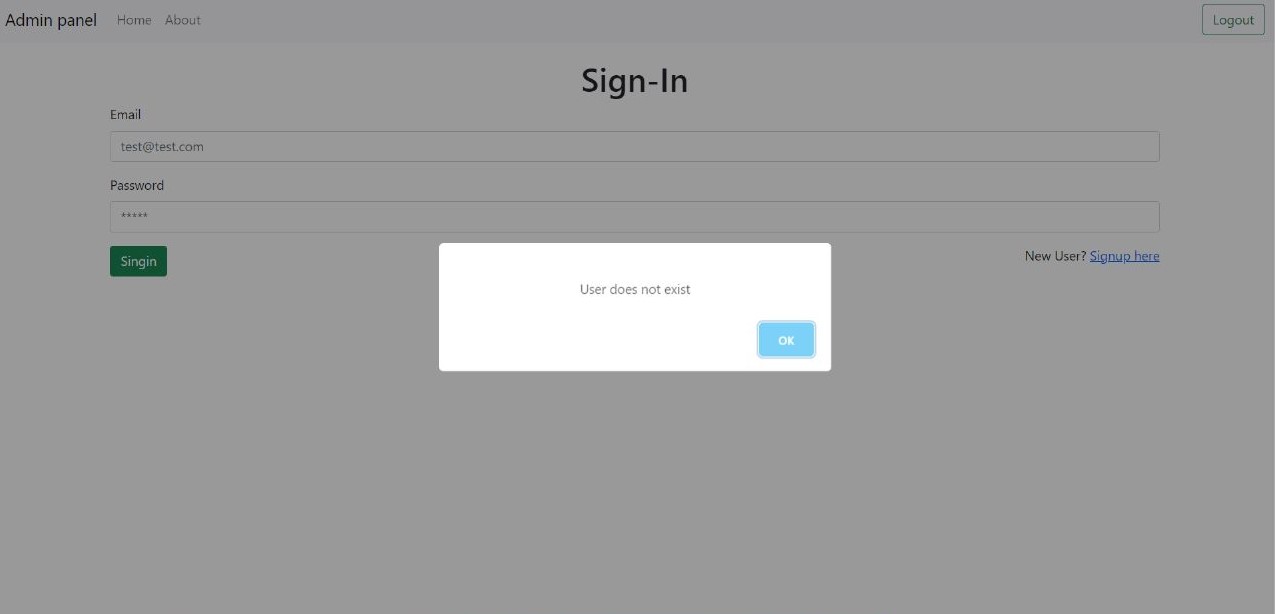 Admin panel Home About Logout
Sign-In
Email
test@test.com
Password
*****
Singin New User? Signup here
User does not exist
OK